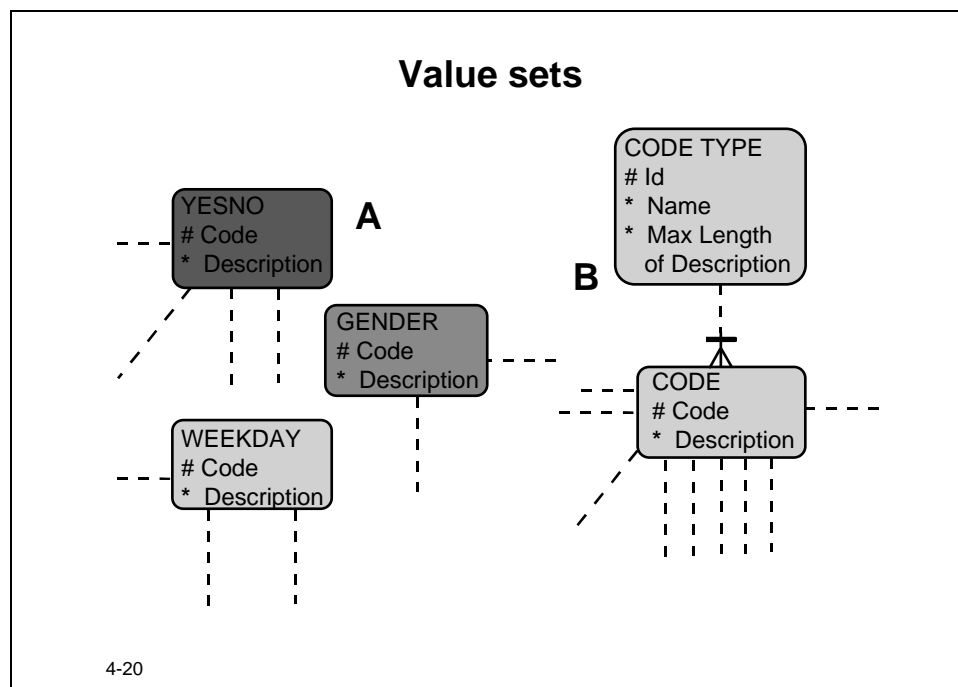 Value sets
YESNO
# Code
* Description
A
GENDER
# Code
* Description
WEEKDAY
# Code
* Description
CODE TYPE
# Id
* Name
* Max Length
of Description
B
CODE
# Code
* Description
4-20